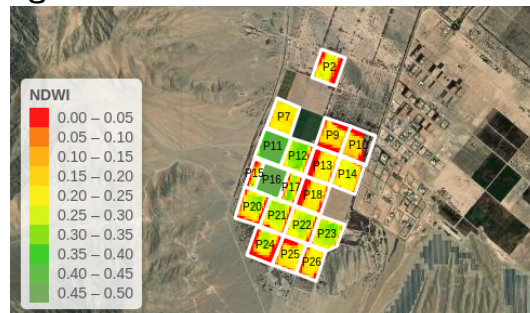 NDWI
0.00 – 0.05
0.05 – 0.10
0.10 – 0.15
0.15 – 0.20
0.20 – 0.25
0.25 – 0.30
0.30 – 0.35
0.35 – 0.40
0.40 – 0.45
0.45 – 0.50
P2
P7
P9
P10
P11
P12
P13
P14
P15
P16
P17
P18
P20
P21
P22
P23
P24
P25
P26